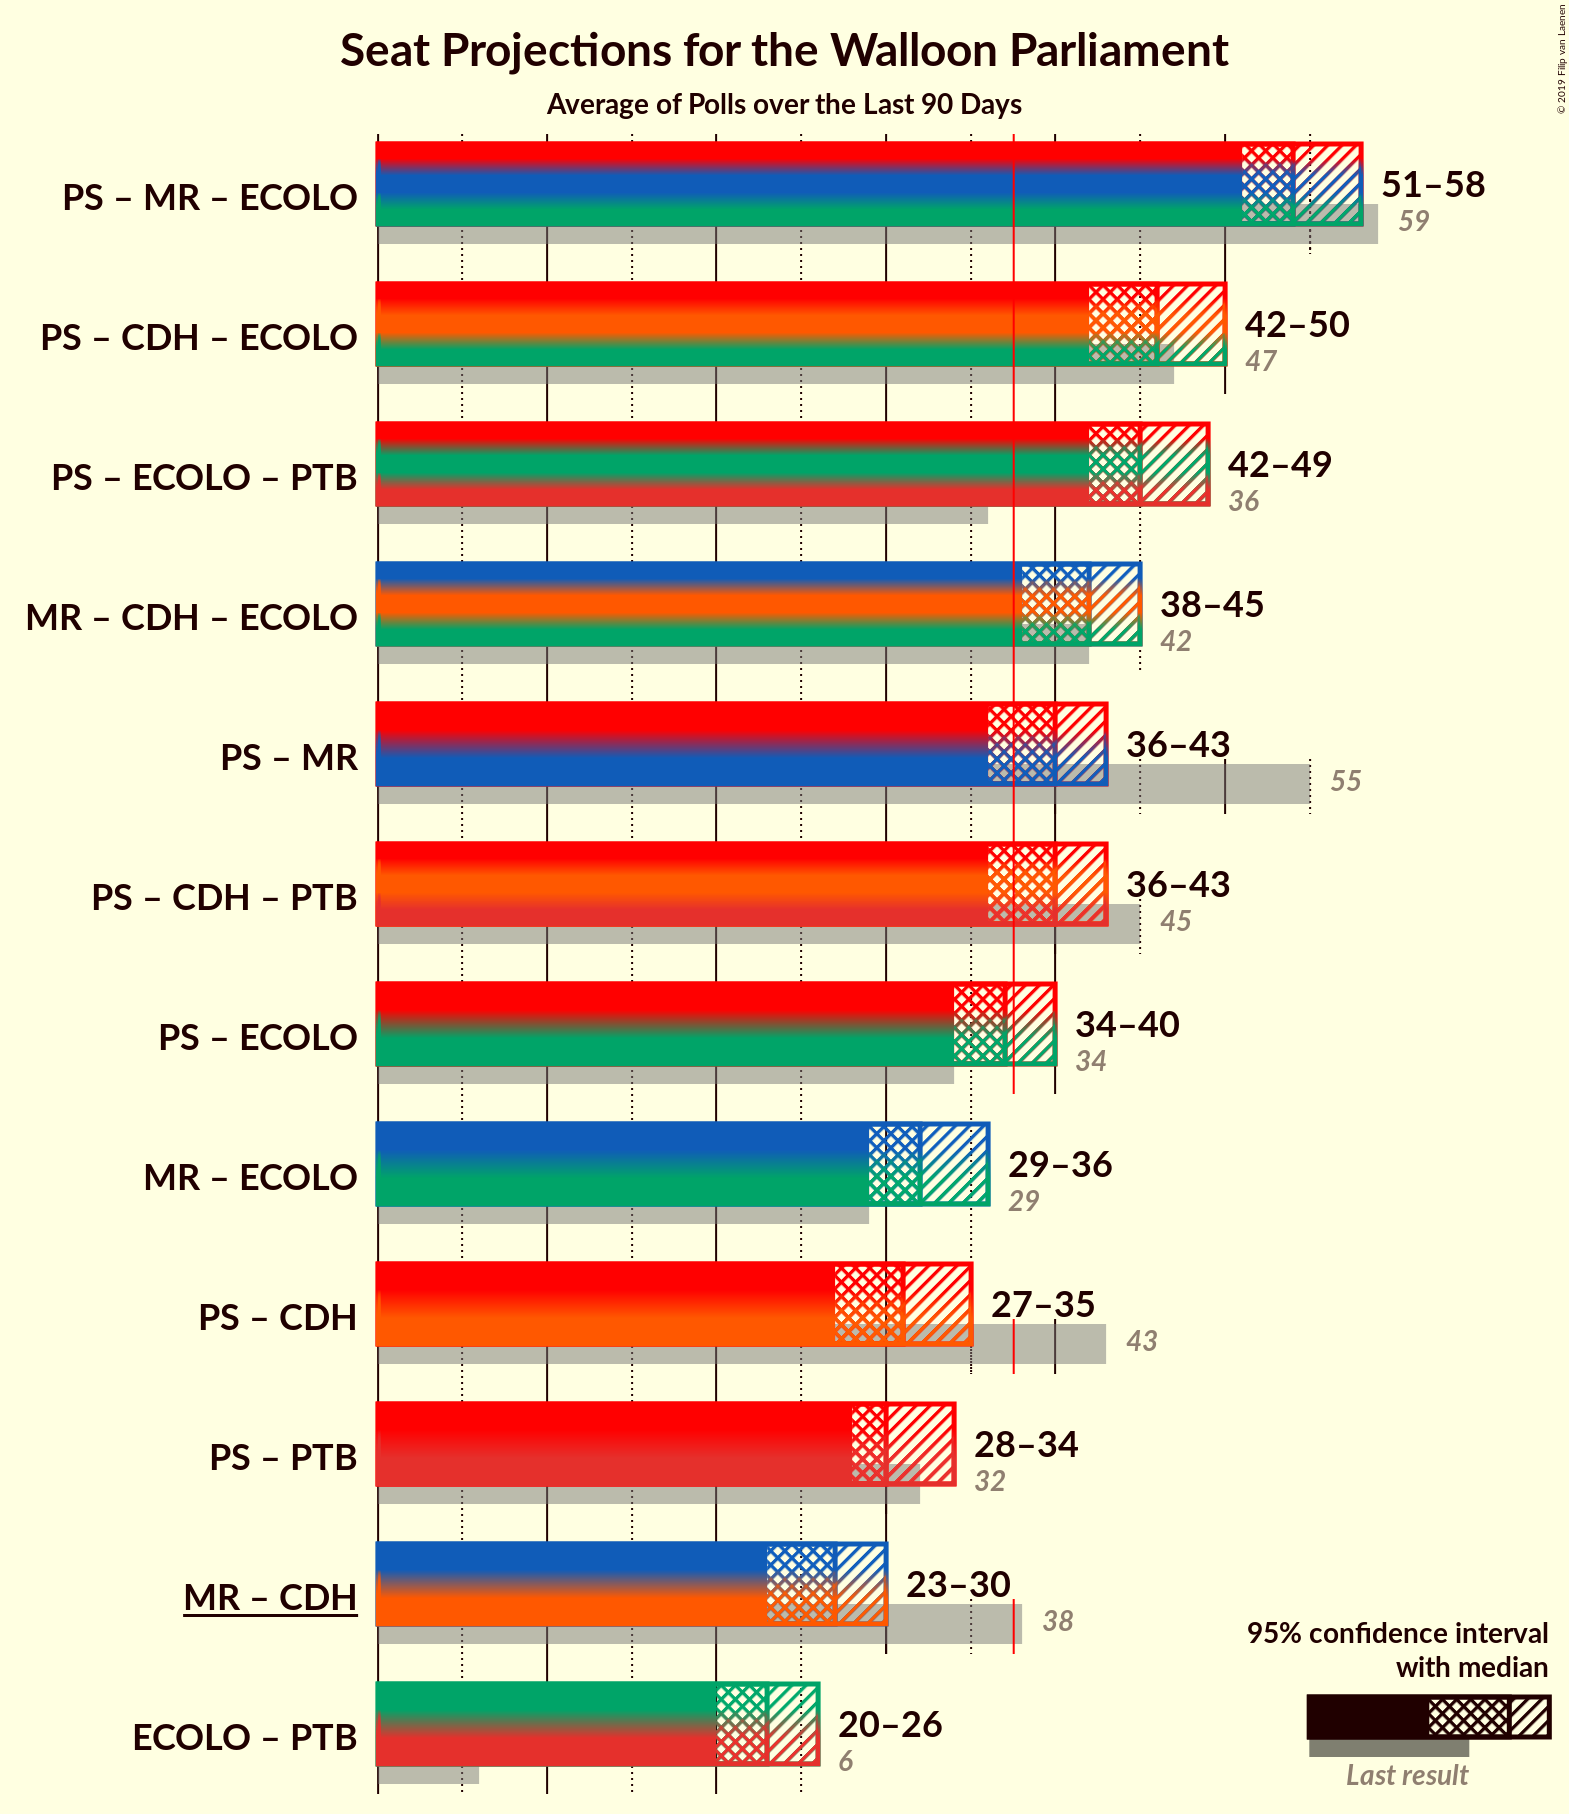 Seat Projections for the Walloon Parliament
Average of Polls over the Last 90 Days
© 2019 Filip van Laenen
PS – MR – ECOLO
51–58
59
PS – CDH – ECOLO
42–50
47
PS – ECOLO – PTB
42–49
36
MR – CDH – ECOLO
38–45
42
PS – MR
36–43
55
PS – CDH – PTB
36–43
45
PS – ECOLO
34–40
34
MR – ECOLO
29–36
29
PS – CDH
27–35
43
PS – PTB
28–34
32
MR – CDH
23–30
38
ECOLO – PTB
20–26
6
95% confidence interval
with median
Last result